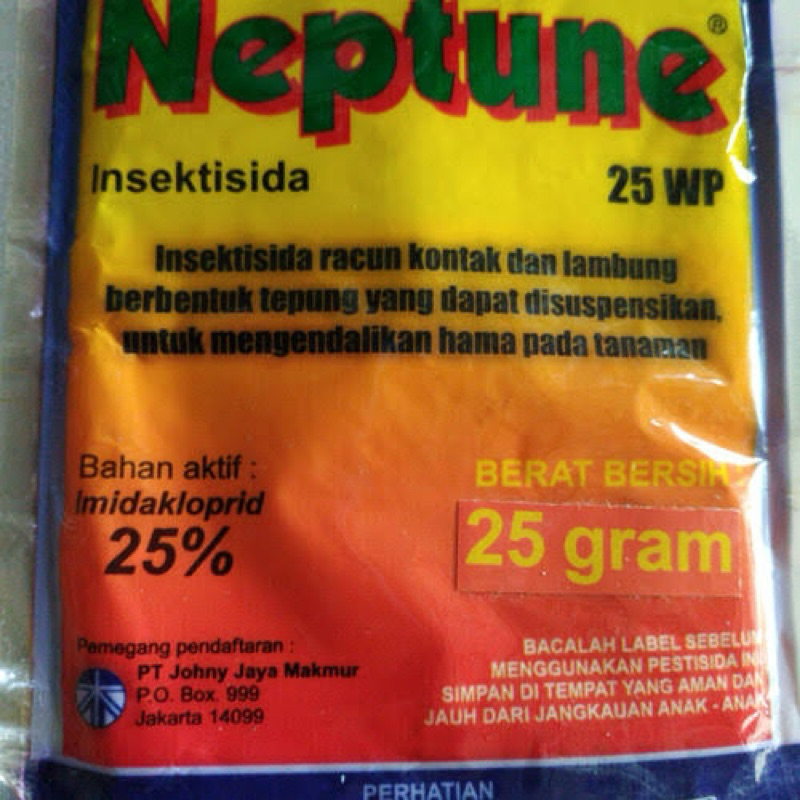 Neptune®
Insektisida
25 WP
Insektisida racun kontak dan lambung
berbentuk tepung yang dapat disuspensikan,
untuk mengendalikan hama pada tanaman
Bahan aktif :
Imidakloprid
25%
BERAT BERSIH :
25 gram
Pemegang pendaftaran :
PT Johny Jaya Makmur
P.O. Box. 999
Jakarta 14099
BACALAH LABEL SEBELUM
MENGGUNAKAN PESTISIDA INI
SIMPAN DI TEMPAT YANG AMAN DAN
JAUH DARI JANGKAUAN ANAK - ANAK
PERHATIAN